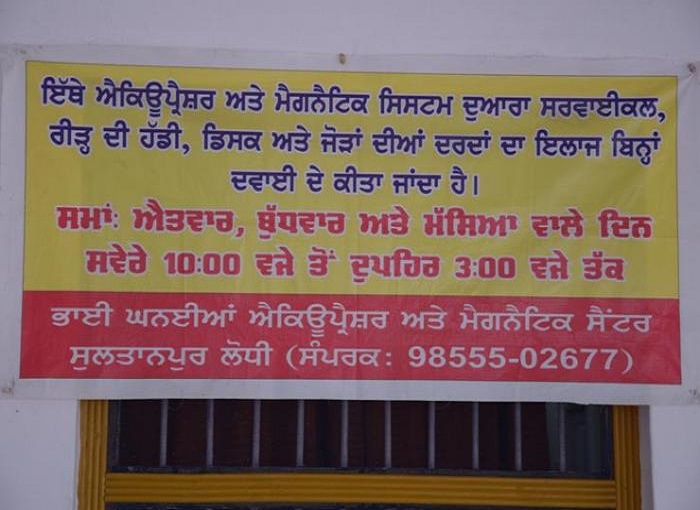 ਇੱਥੇ ਐਕਿਊਪ੍ਰੈਸ਼ਰ ਅਤੇ ਮੈਗਨੈਟਿਕ ਸਿਸਟਮ ਦੁਆਰਾ ਸਰਵਾਈਕਲ,
ਰੀੜ੍ਹ ਦੀ ਹੱਡੀ, ਡਿਸਕ ਅਤੇ ਜੋੜਾਂ ਦੀਆਂ ਦਰਦਾਂ ਦਾ ਇਲਾਜ ਬਿਨ੍ਹਾਂ
ਦਵਾਈ ਦੇ ਕੀਤਾ ਜਾਂਦਾ ਹੈ।
ਸਮਾਂ: ਐਤਵਾਰ, ਬੁੱਧਵਾਰ ਅਤੇ ਮੱਸਿਆ ਵਾਲੇ ਦਿਨ
ਸਵੇਰੇ 10:00 ਵਜੇ ਤੋਂ ਦੁਪਹਿਰ 3:00 ਵਜੇ ਤੱਕ
ਭਾਈ ਘਨਈਆਂ ਐਕਿਊਪ੍ਰੈਸ਼ਰ ਅਤੇ ਮੈਗਨੈਟਿਕ ਸੈਂਟਰ
ਸੁਲਤਾਨਪੁਰ ਲੋਧੀ (ਸੰਪਰਕ: 98555-02677)